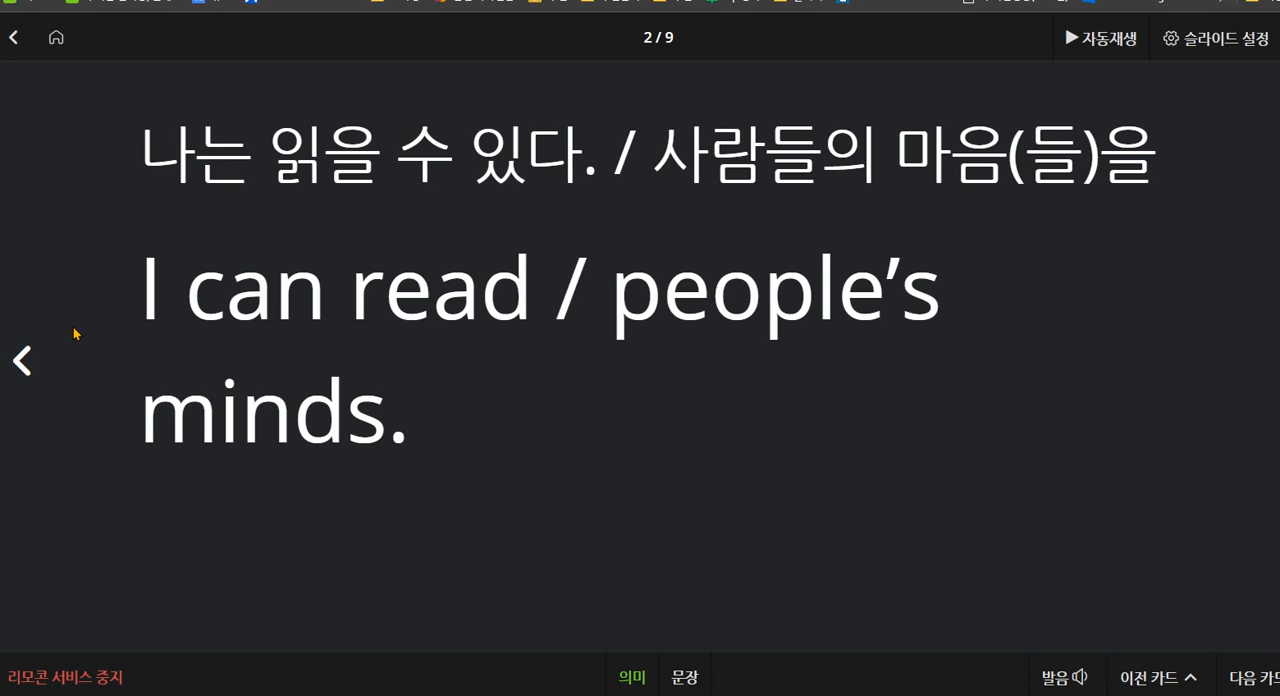 2 / 9
▶자동재생
슬라이드 설정
나는 읽을 수 있다. / 사람들의 마음(들)을
I can read / people’s
minds.
리모콘 서비스 중지
의미
문장
발음
이전 카드
다음